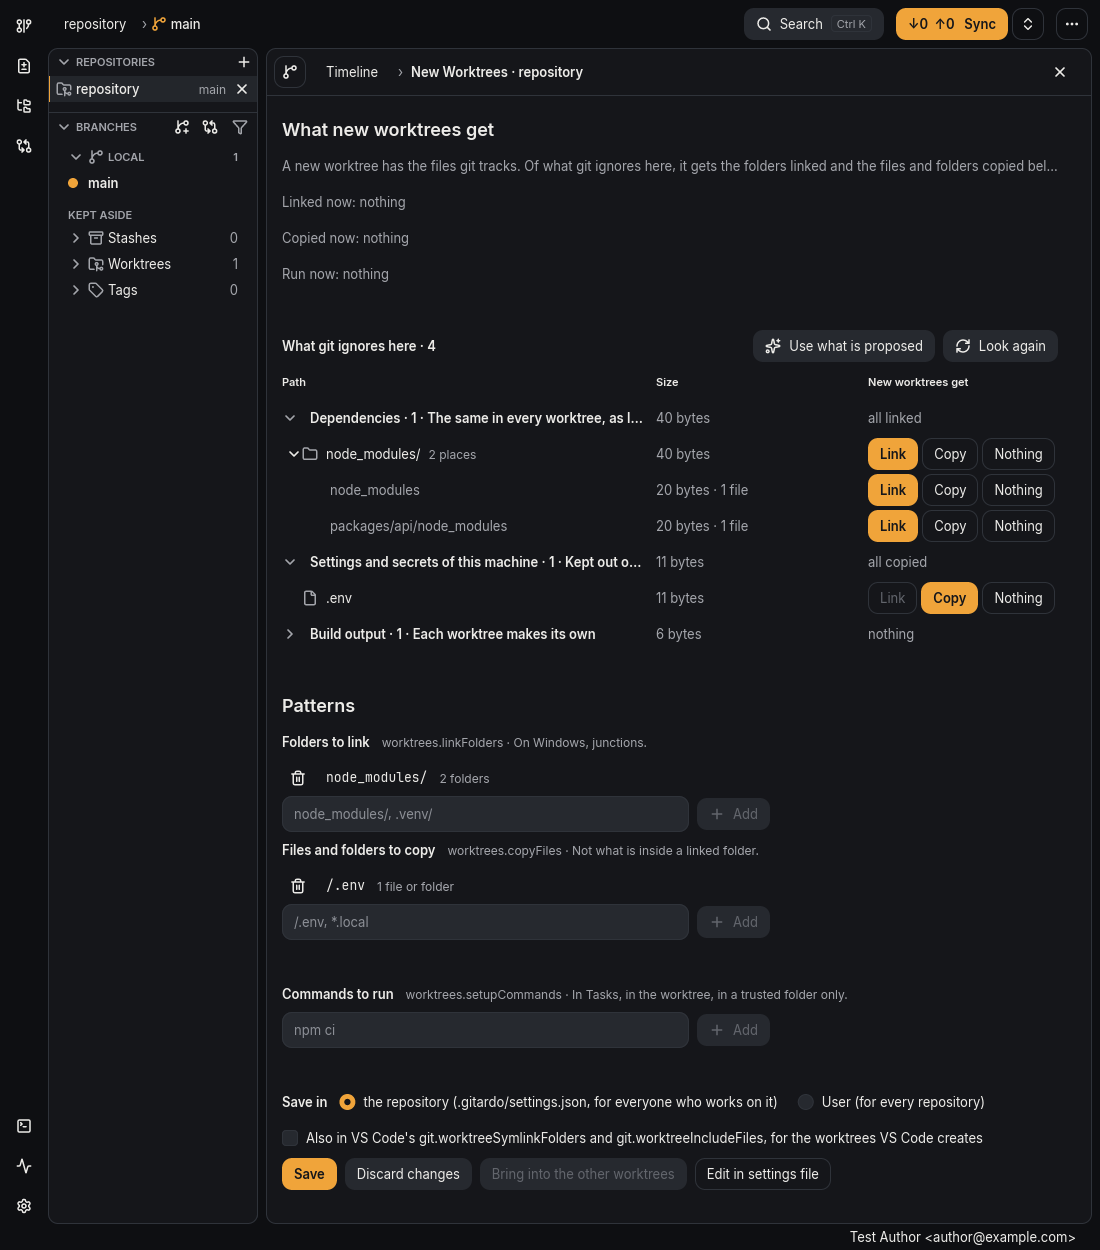 repository › main
Search Ctrl K
↓0 ↑0 Sync
REPOSITORIES
repository main
BRANCHES
LOCAL 1
main
KEPT ASIDE
Stashes 0
Worktrees 1
Tags 0
Timeline › New Worktrees · repository
What new worktrees get
A new worktree has the files git tracks. Of what git ignores here, it gets the folders linked and the files and folders copied bel...
Linked now: nothing
Copied now: nothing
Run now: nothing
What git ignores here · 4
Use what is proposed
Look again
Path Size New worktrees get
Dependencies · 1 · The same in every worktree, as l... 40 bytes all linked
node_modules/ 2 places 40 bytes Link Copy Nothing
node_modules 20 bytes · 1 file Link Copy Nothing
packages/api/node_modules 20 bytes · 1 file Link Copy Nothing
Settings and secrets of this machine · 1 · Kept out o... 11 bytes all copied
.env 11 bytes Link Copy Nothing
Build output · 1 · Each worktree makes its own 6 bytes nothing
Patterns
Folders to link worktrees.linkFolders · On Windows, junctions.
node_modules/ 2 folders
node_modules/, .venv/ + Add
Files and folders to copy worktrees.copyFiles · Not what is inside a linked folder.
/.env 1 file or folder
/.env, *.local + Add
Commands to run worktrees.setupCommands · In Tasks, in the worktree, in a trusted folder only.
npm ci + Add
Save in the repository (.gitardo/settings.json, for everyone who works on it) User (for every repository)
Also in VS Code's git.worktreeSymlinkFolders and git.worktreeIncludeFiles, for the worktrees VS Code creates
Save Discard changes Bring into the other worktrees Edit in settings file
Test Author <author@example.com>